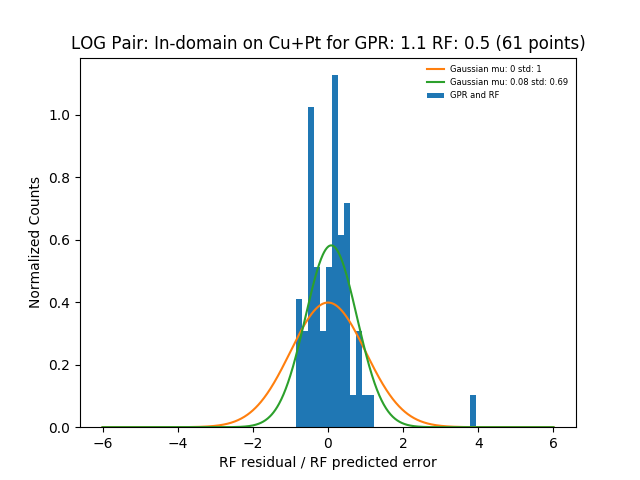 LOG Pair: In-domain on Cu+Pt for GPR: 1.1 RF: 0.5 (61 points)
Gaussian mu: 0 std: 1
Gaussian mu: 0.08 std: 0.69
GPR and RF
Normalized Counts
1.0
0.8
0.6
0.4
0.2
0.0
−6 −4 −2 0 2 4 6
RF residual / RF predicted error